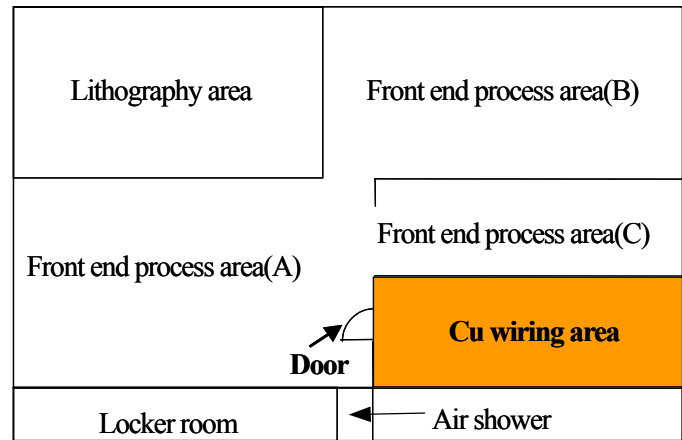 Lithography area
Front end process area(B)
Front end process area(C)
Front end process area(A)
Cu wiring area
Door
Locker room
Air shower